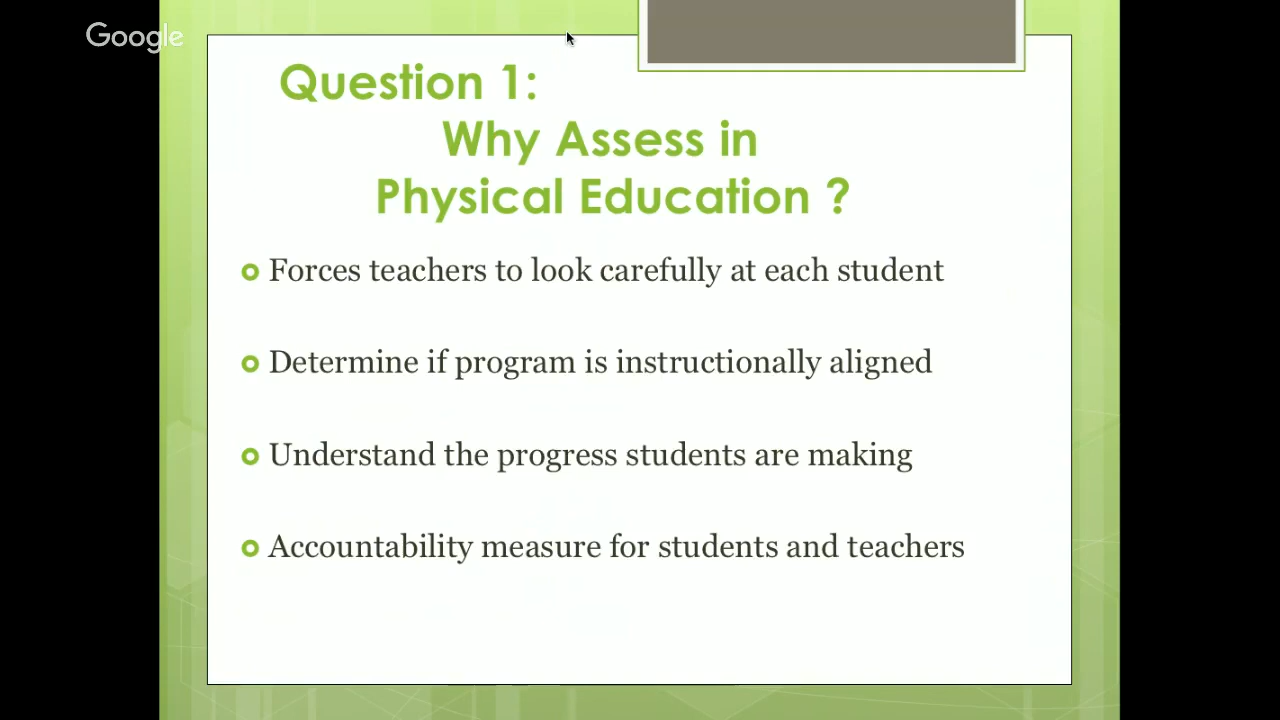 Google
Question 1:
Why Assess in
Physical Education ?
Forces teachers to look carefully at each student
Determine if program is instructionally aligned
Understand the progress students are making
Accountability measure for students and teachers